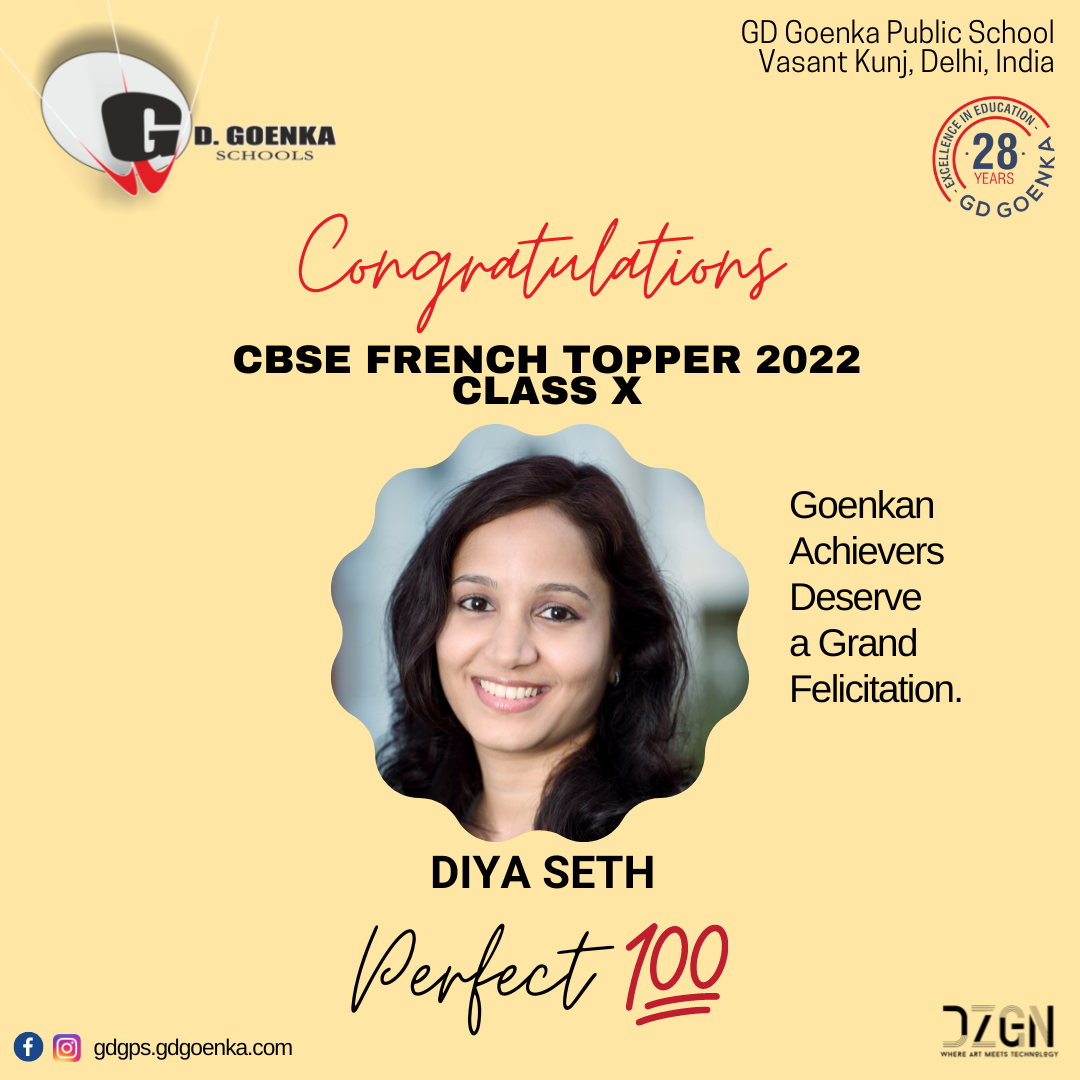 GD Goenka Public School
Vasant Kunj, Delhi, India
G D. GOENKA
SCHOOLS
- EXCELLENCE IN EDUCATION -
28
YEARS
GD GOENKA
Congratulations
CBSE FRENCH TOPPER 2022
CLASS X
Goenkan
Achievers
Deserve
a Grand
Felicitation.
DIYA SETH
Perfect 100
gdgps.gdgoenka.com
DZGN
WHERE ART MEETS TECHNOLOGY